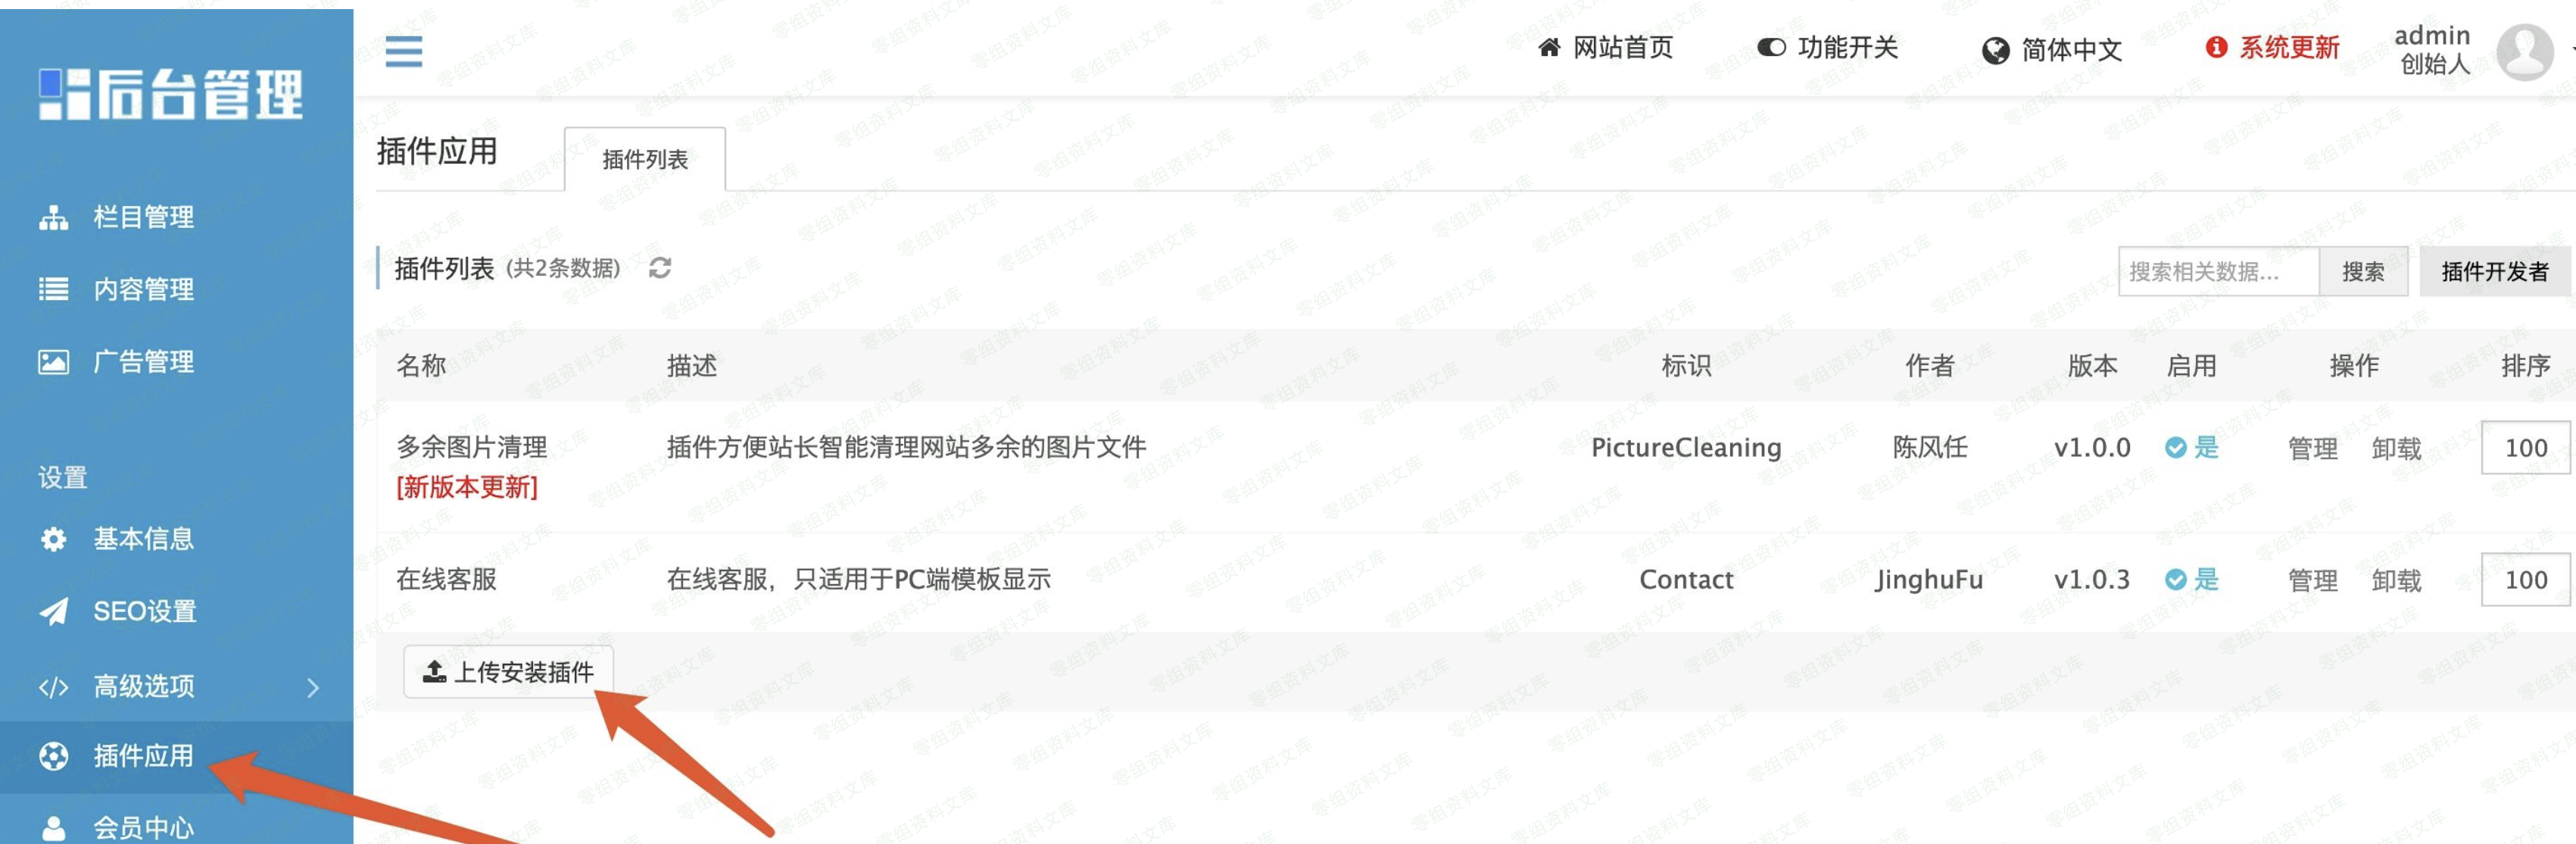 后台管理
网站首页 功能开关 简体中文 系统更新 admin
创始人
插件应用 插件列表
栏目管理
内容管理
广告管理
设置
基本信息
SEO设置
高级选项
插件应用
会员中心
插件列表 (共2条数据) 搜索相关数据... 搜索 插件开发者
名称 描述 标识 作者 版本 启用 操作 排序
多余图片清理 插件方便站长智能清理网站多余的图片文件 PictureCleaning 陈风任 v1.0.0 是 管理 卸载 100
[新版本更新]
在线客服 在线客服，只适用于PC端模板显示 Contact JinghuFu v1.0.3 是 管理 卸载 100
上传安装插件
零组资料文库